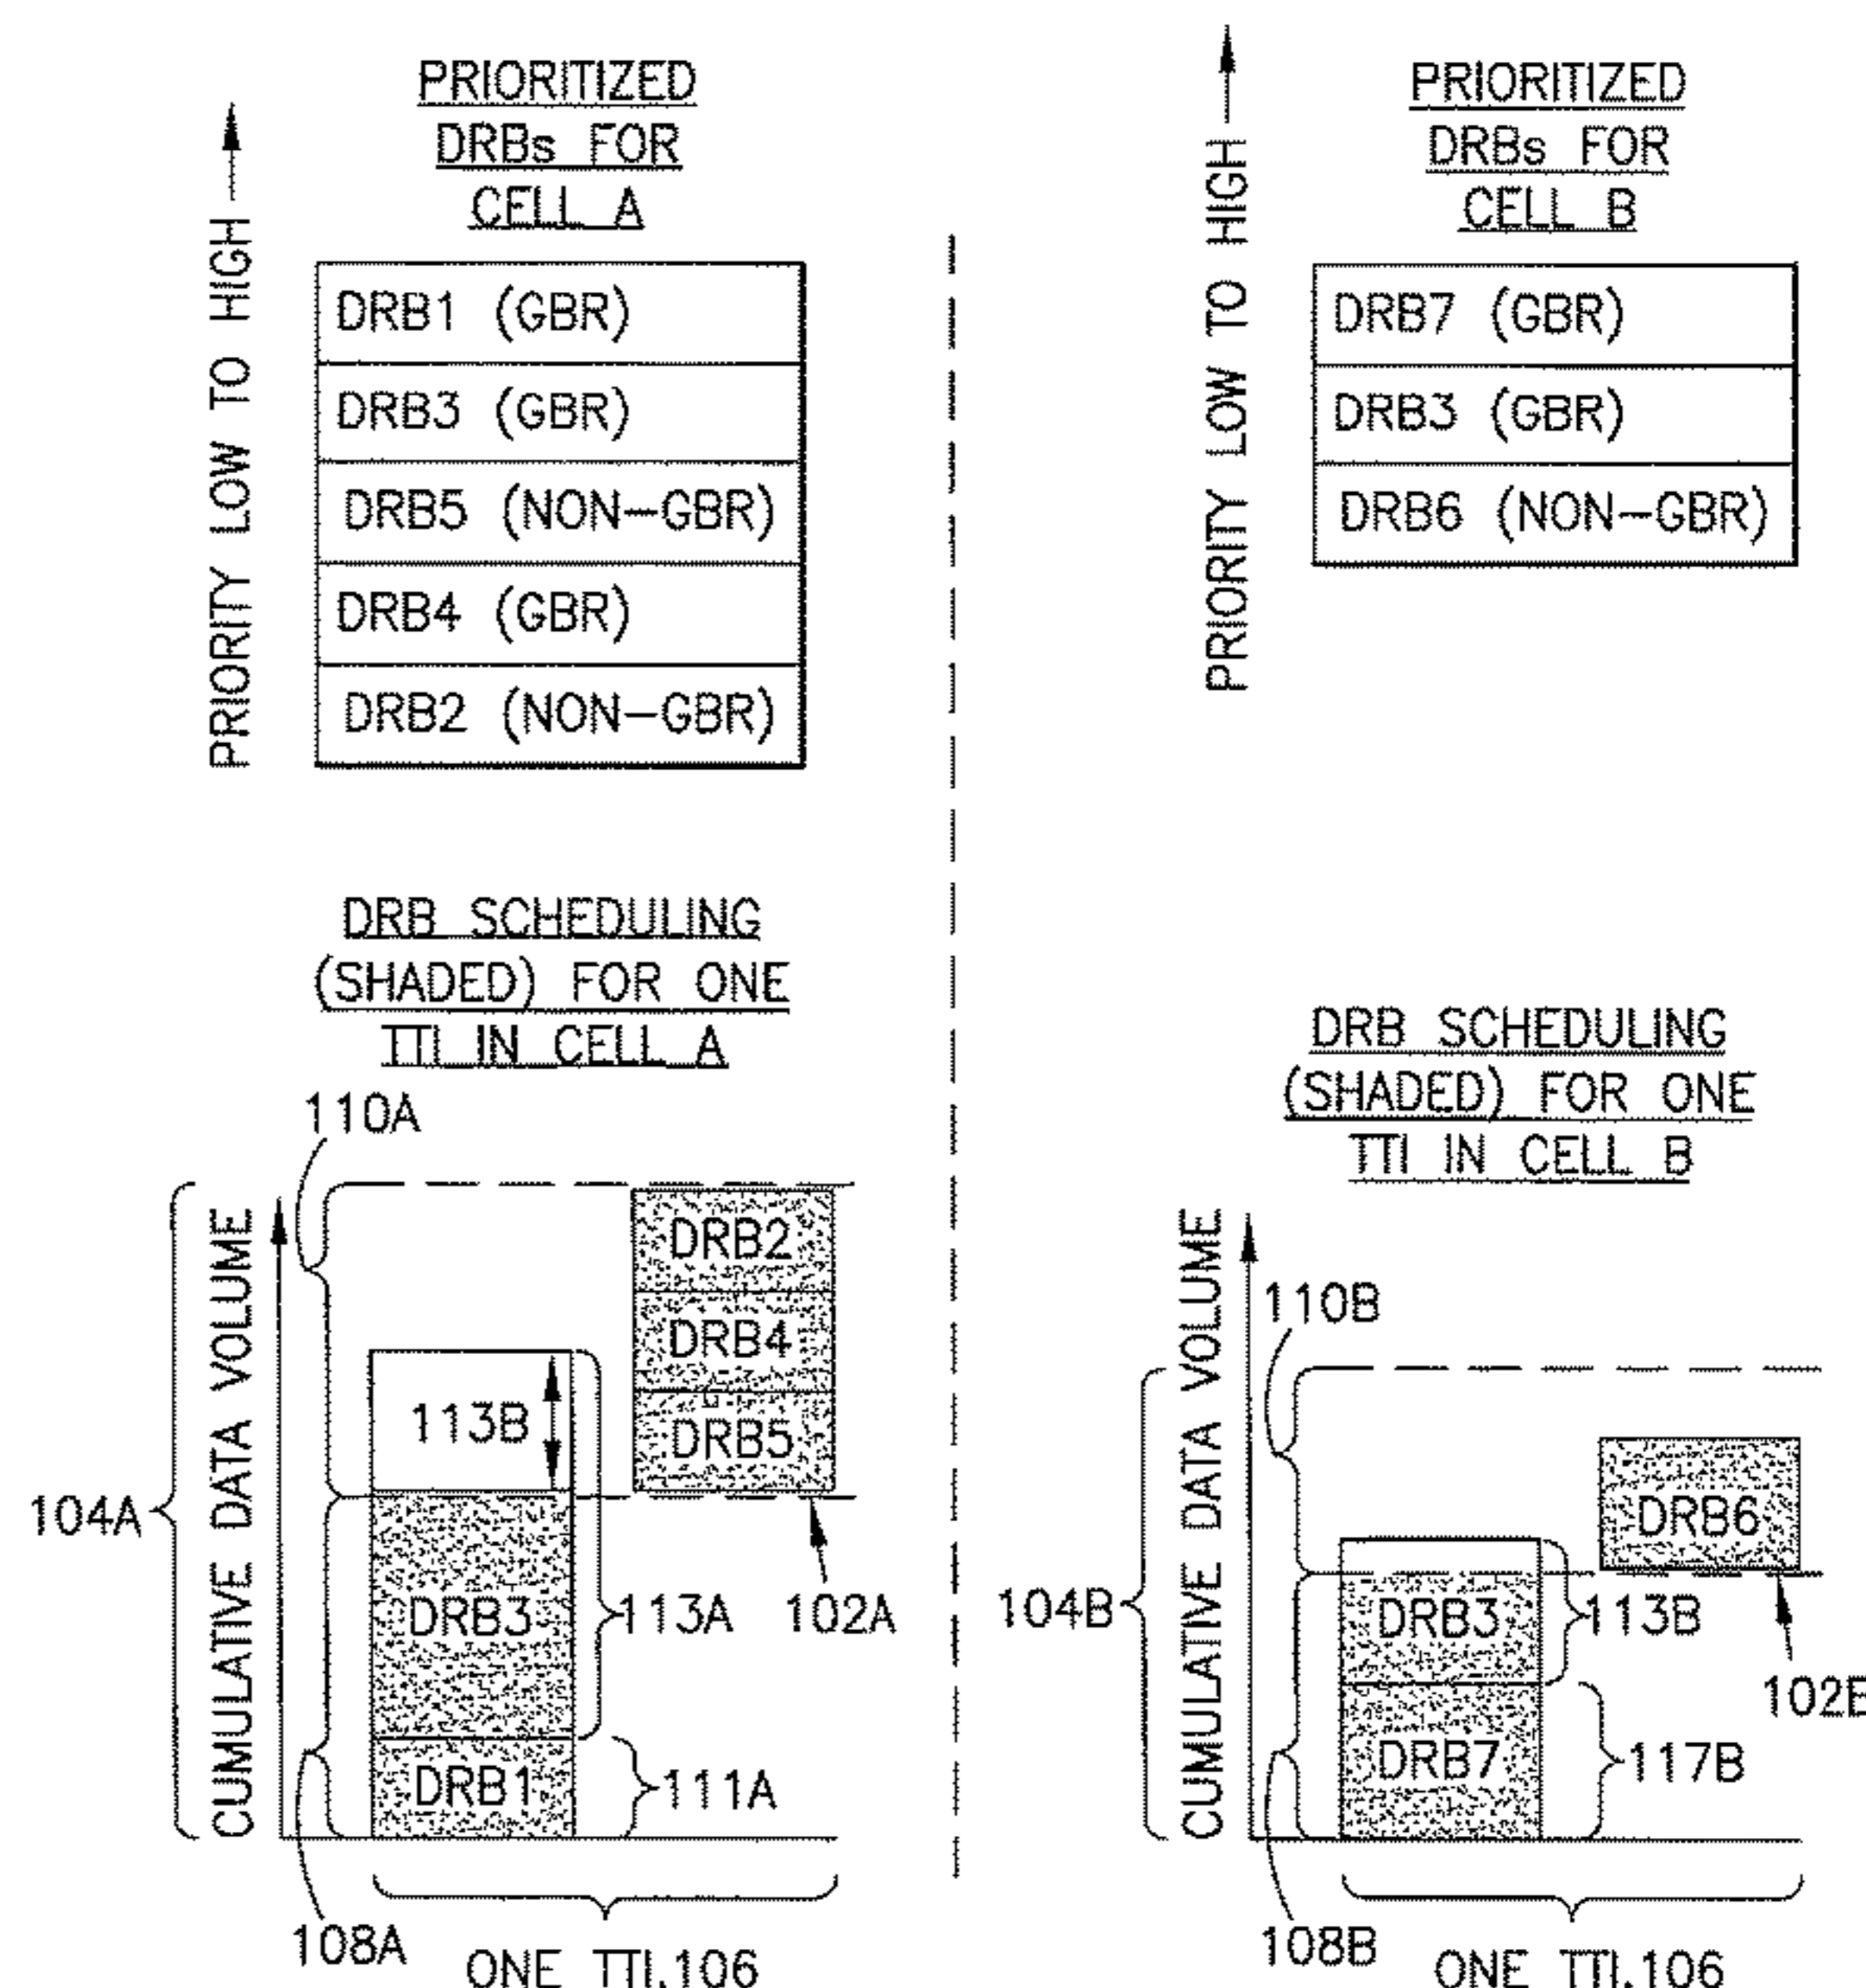 PRIORITIZED
DRBs FOR
CELL A
PRIORITY LOW TO HIGH
DRB1 (GBR)
DRB3 (GBR)
DRB5 (NON-GBR)
DRB4 (GBR)
DRB2 (NON-GBR)
PRIORITIZED
DRBs FOR
CELL B
PRIORITY LOW TO HIGH
DRB7 (GBR)
DRB3 (GBR)
DRB6 (NON-GBR)
DRB SCHEDULING
(SHADED) FOR ONE
TTI IN CELL A
110A
CUMULATIVE DATA VOLUME
104A
DRB2
DRB4
DRB5
113B
DRB3
113A
102A
DRB1
111A
108A
ONE TTI,106
DRB SCHEDULING
(SHADED) FOR ONE
TTI IN CELL B
CUMULATIVE DATA VOLUME
110B
104B
DRB6
DRB3
113B
102B
DRB7
117B
108B
ONE TTI,106